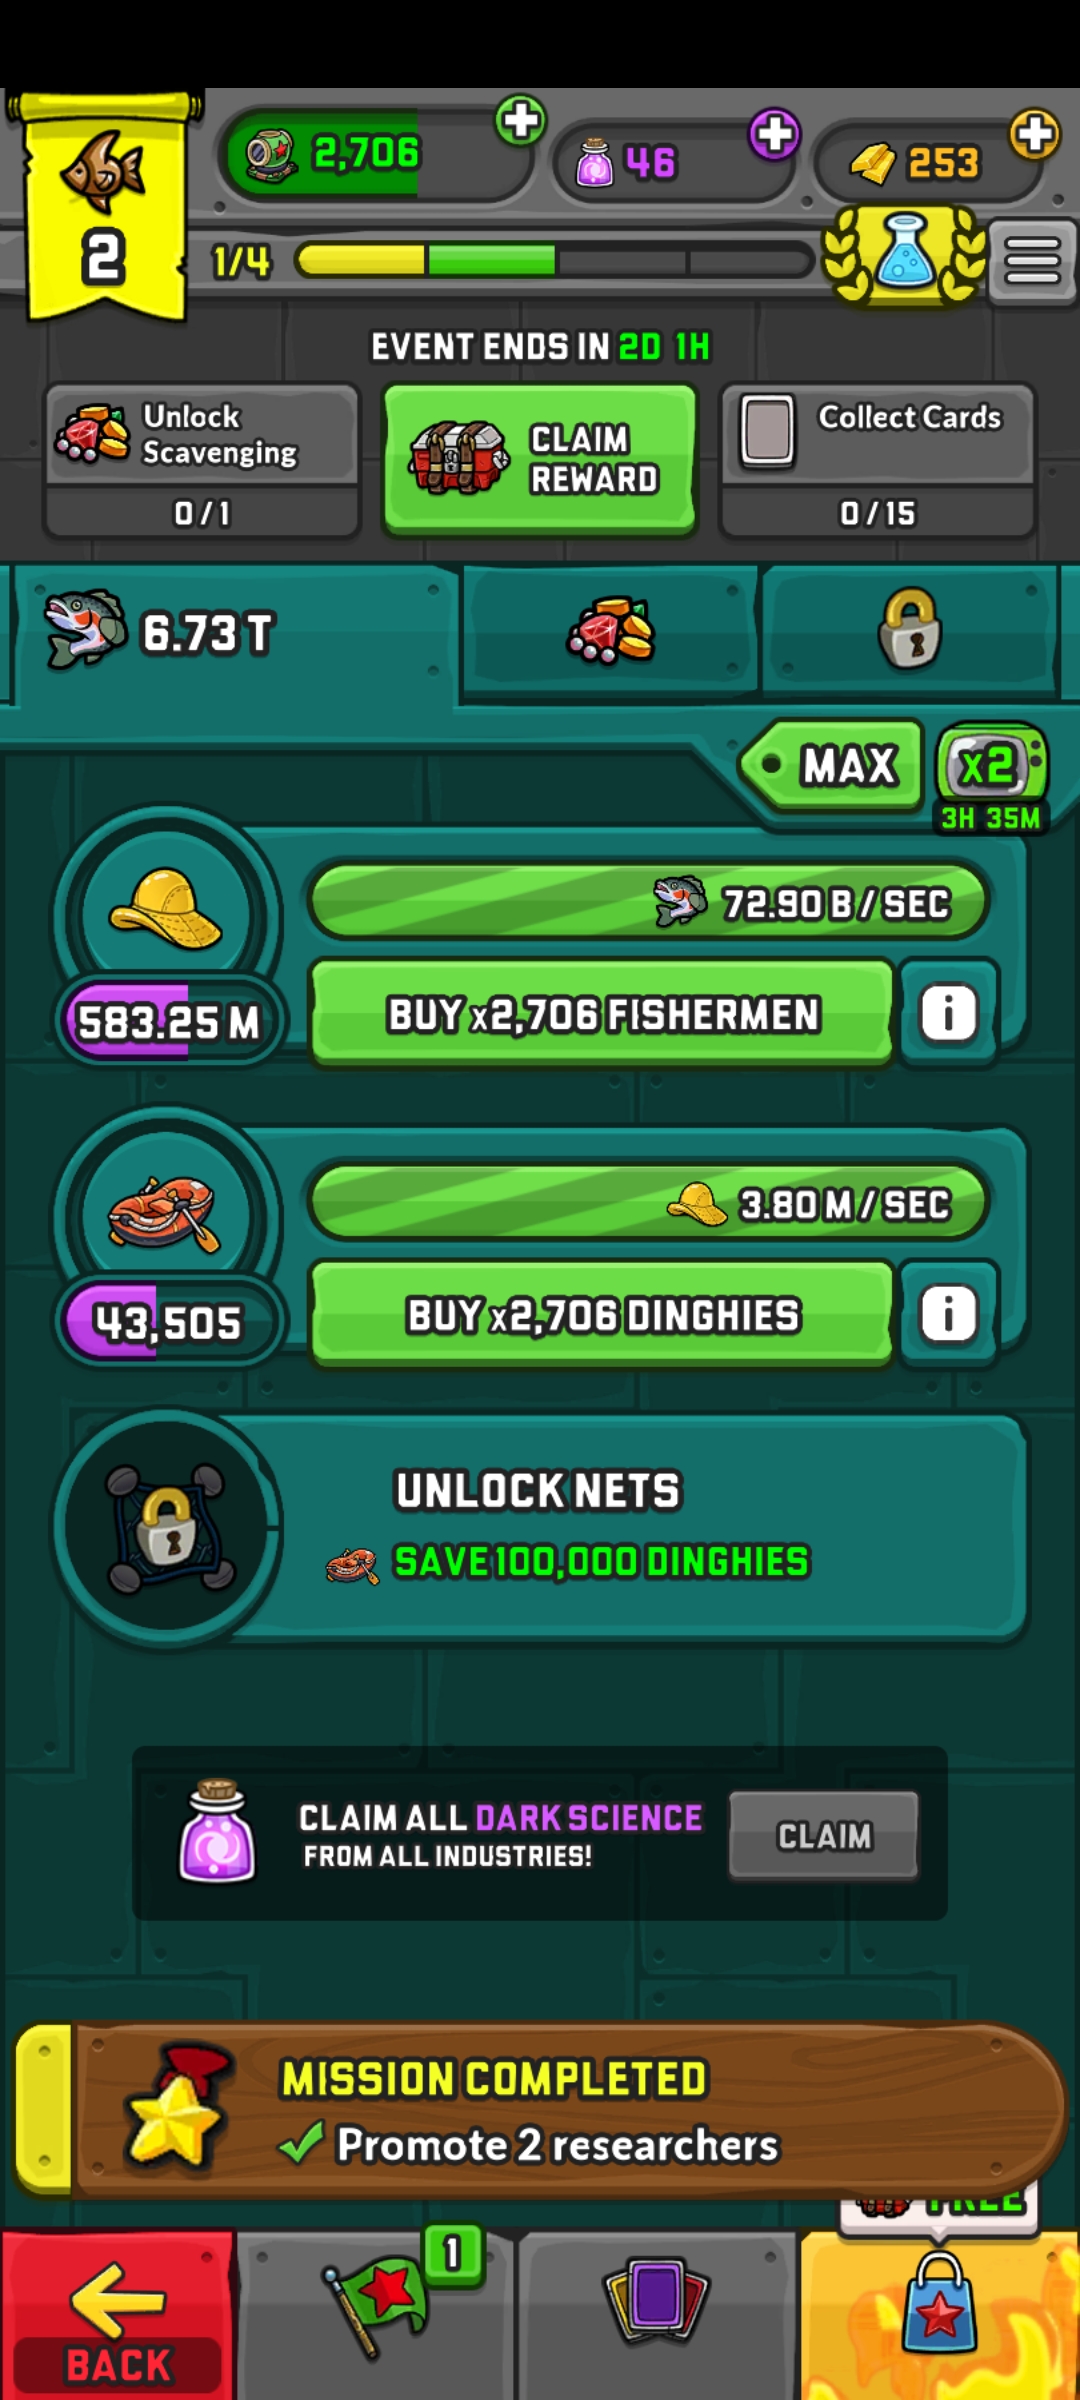 2,706
46
253
2
1/4
EVENT ENDS IN 2D 1H
Unlock
Scavenging
0/1
CLAIM
REWARD
Collect Cards
0/15
6.73 T
MAX
x2
3H 35M
72.90 B / SEC
583.25 M
BUY x2,706 FISHERMEN
i
3.80 M / SEC
43,505
BUY x2,706 DINGHIES
i
UNLOCK NETS
SAVE 100,000 DINGHIES
CLAIM ALL DARK SCIENCE
FROM ALL INDUSTRIES!
CLAIM
MISSION COMPLETED
Promote 2 researchers
FREE
1
BACK